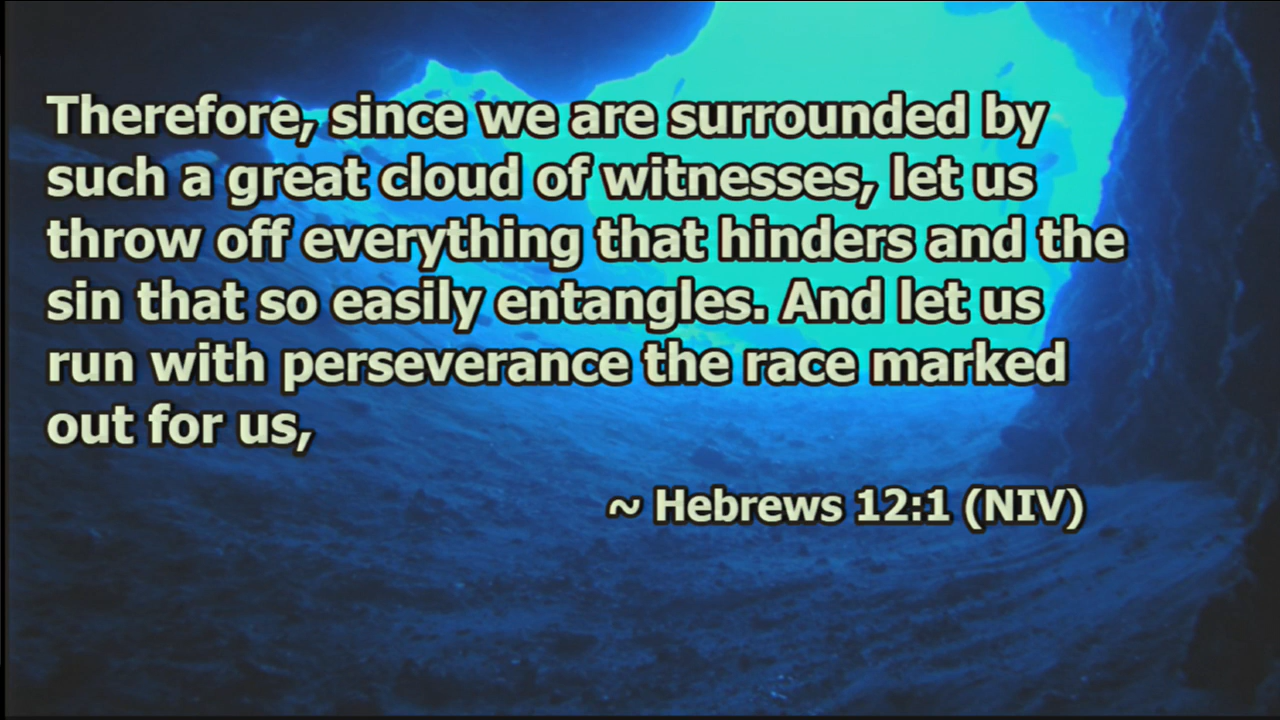 Therefore, since we are surrounded by
such a great cloud of witnesses, let us
throw off everything that hinders and the
sin that so easily entangles. And let us
run with perseverance the race marked
out for us,
~ Hebrews 12:1 (NIV)